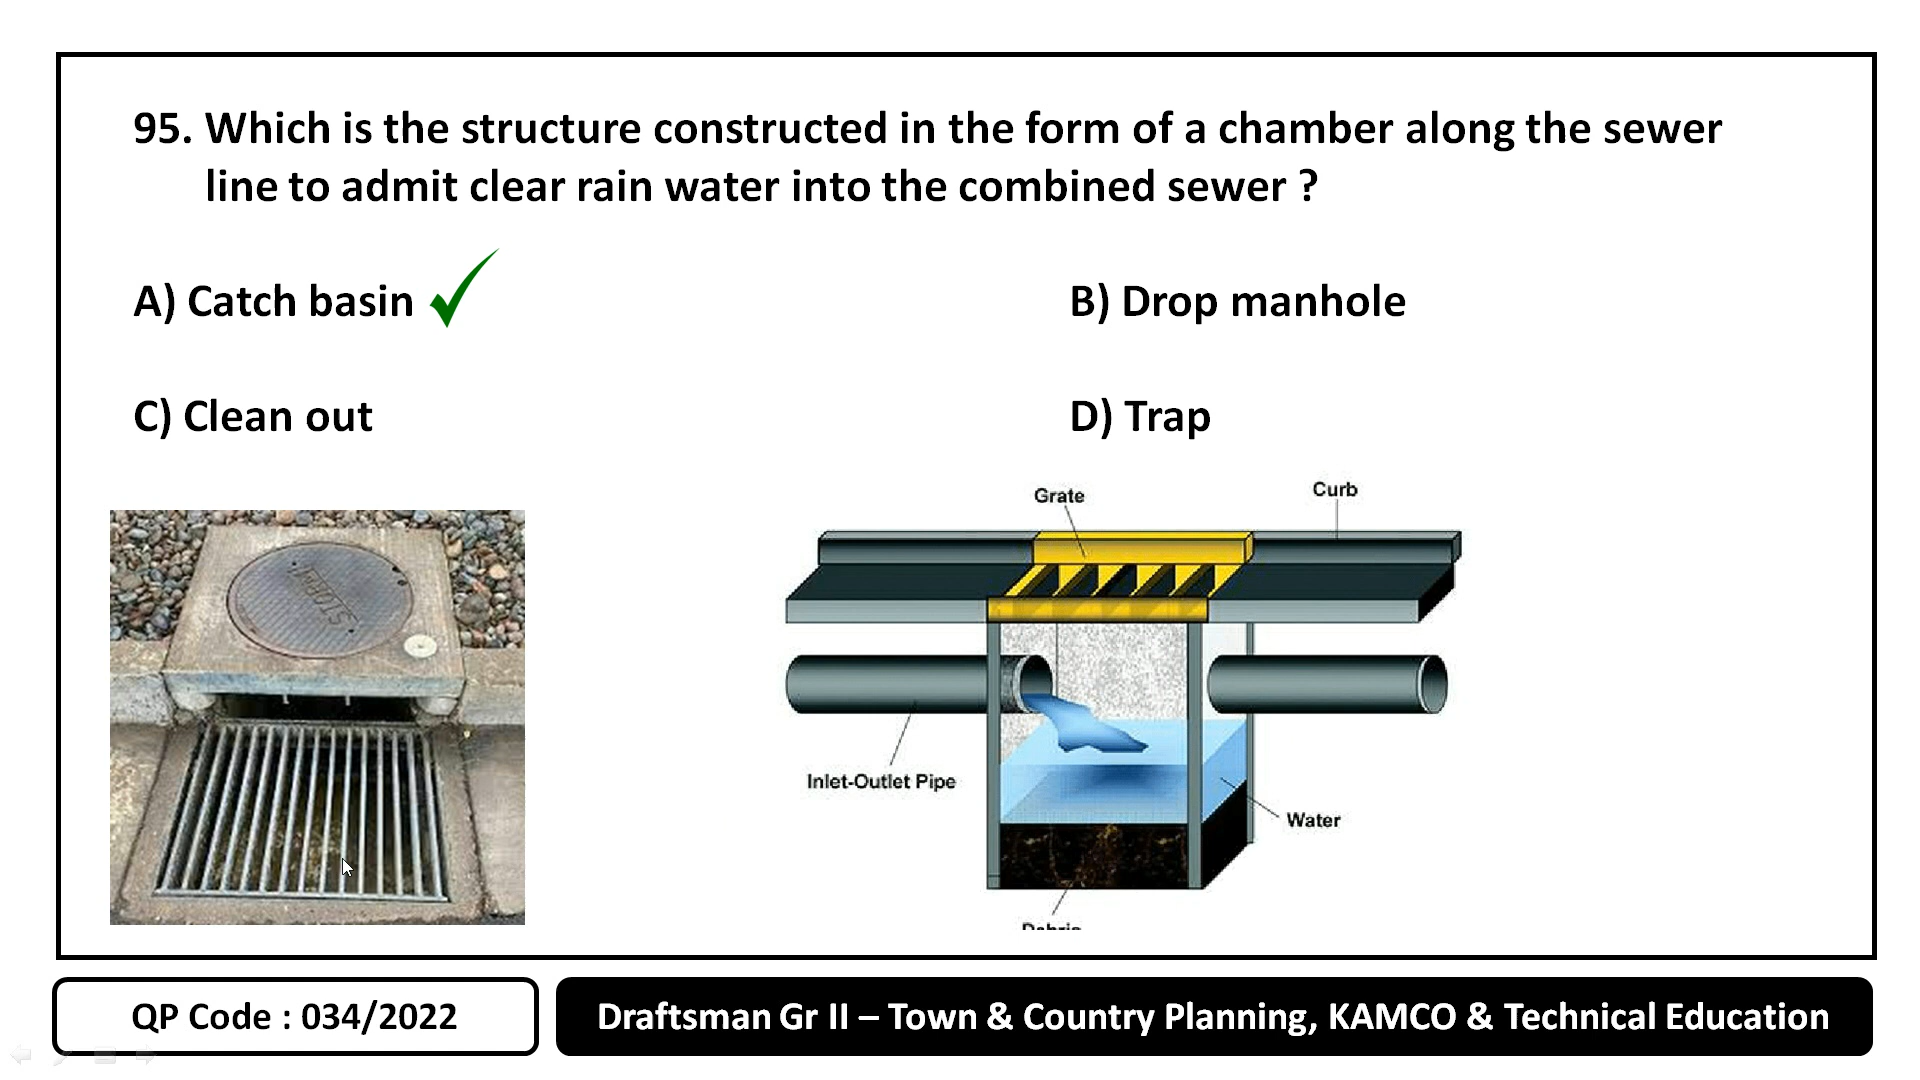 95. Which is the structure constructed in the form of a chamber along the sewer
line to admit clear rain water into the combined sewer ?
A) Catch basin
B) Drop manhole
C) Clean out
D) Trap
STORM
Grate
Curb
Inlet-Outlet Pipe
Water
QP Code : 034/2022
Draftsman Gr II – Town & Country Planning, KAMCO & Technical Education